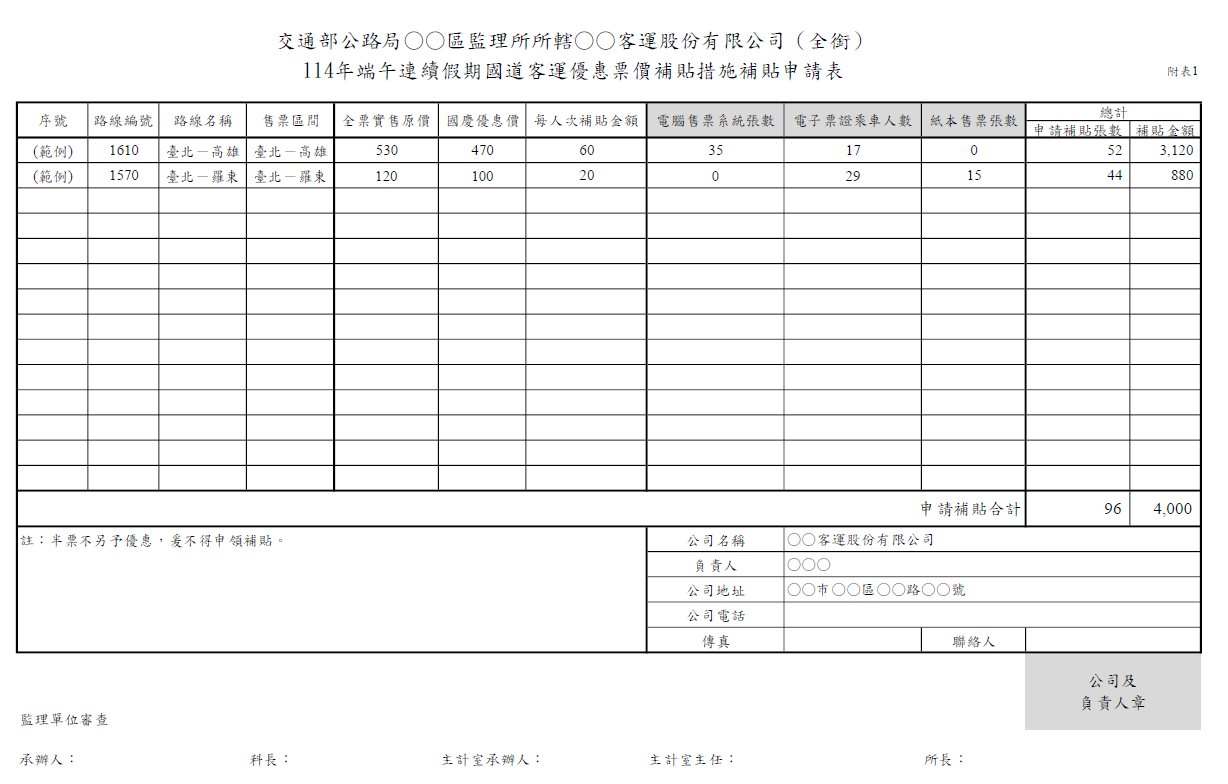 交通部公路局○○區監理所所轄○○客運股份有限公司（全銜）
114年端午連續假期國道客運優惠票價補貼措施補貼申請表
附表1
序號 路線編號 路線名稱 售票區間 全票實售原價 國慶優惠價 每人次補貼金額 電腦售票系統張數 電子票證乘車人數 紙本售票張數 總計
申請補貼張數 補貼金額
(範例) 1610 臺北－高雄 臺北－高雄 530 470 60 35 17 0 52 3,120
(範例) 1570 臺北－羅東 臺北－羅東 120 100 20 0 29 15 44 880
申請補貼合計 96 4,000
註：半票不另予優惠，爰不得申領補貼。
公司名稱 ○○客運股份有限公司
負責人 ○○○
公司地址 ○○市○○區○○路○○號
公司電話
傳真 聯絡人
公司及
負責人章
監理單位審查
承辦人： 科長： 主計室承辦人： 主計室主任： 所長：